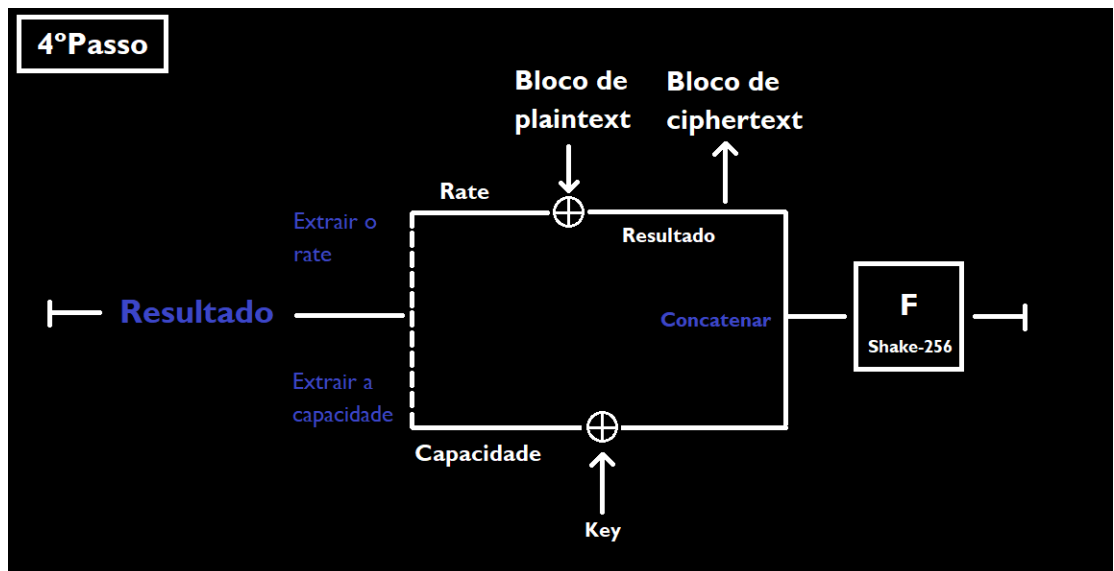 4ºPasso
Bloco de
plaintext
Bloco de
ciphertext
Rate
Extrair o
rate
Resultado
Resultado
Concatenar
F
Shake-256
Extrair a
capacidade
Capacidade
Key